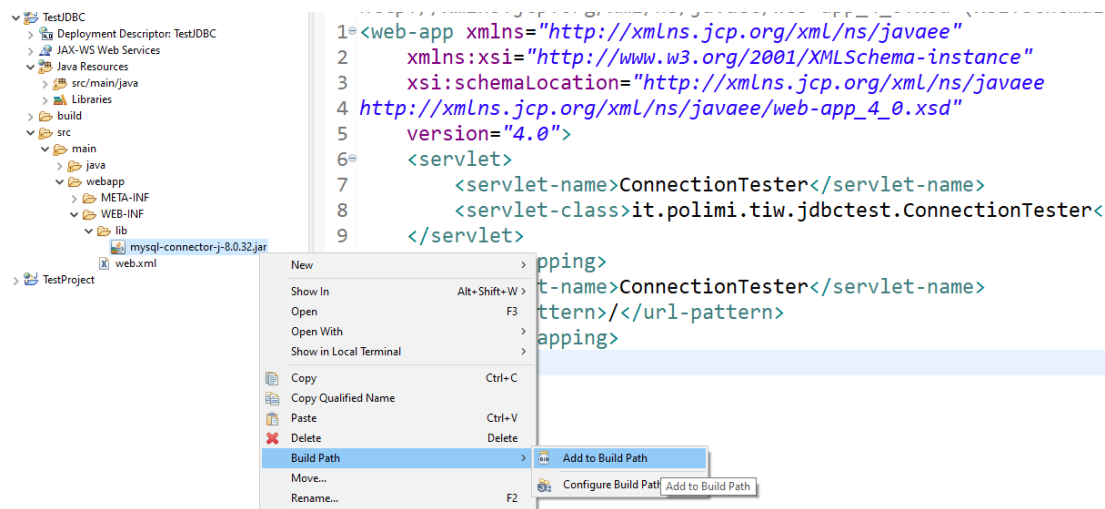 TestJDBC
Deployment Descriptor: TestJDBC
JAX-WS Web Services
Java Resources
src/main/java
Libraries
build
src
main
java
webapp
META-INF
WEB-INF
lib
mysql-connector-j-8.0.32.jar
web.xml
TestProject
1 <web-app xmlns="http://xmlns.jcp.org/xml/ns/javaee"
2 xmlns:xsi="http://www.w3.org/2001/XMLSchema-instance"
3 xsi:schemaLocation="http://xmlns.jcp.org/xml/ns/javaee
4 http://xmlns.jcp.org/xml/ns/javaee/web-app_4_0.xsd"
5 version="4.0">
6 <servlet>
7 <servlet-name>ConnectionTester</servlet-name>
8 <servlet-class>it.polimi.tiw.jdbctest.ConnectionTester<
9 </servlet>
pping>
t-name>ConnectionTester</servlet-name>
ttern>/</url-pattern>
apping>
New
Show In Alt+Shift+W
Open F3
Open With
Show in Local Terminal
Copy Ctrl+C
Copy Qualified Name
Paste Ctrl+V
Delete Delete
Build Path
Move...
Rename... F2
Add to Build Path
Configure Build Path
Add to Build Path